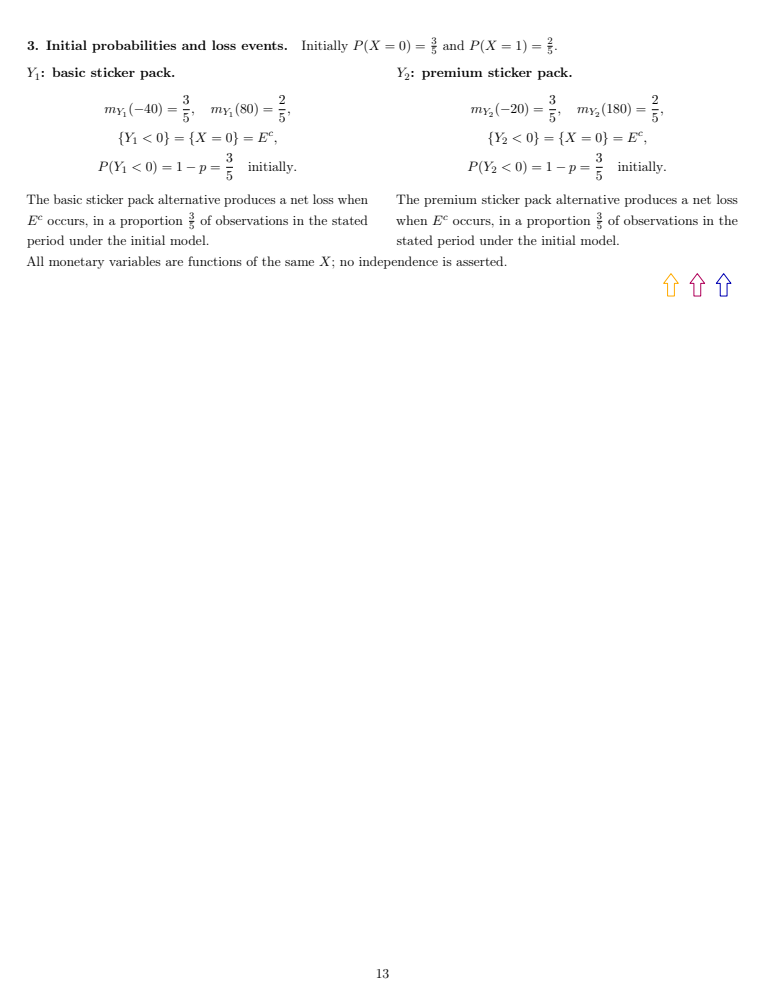 3. Initial probabilities and loss events. Initially P(X = 0) = 3/5 and P(X = 1) = 2/5.
Y₁: basic sticker pack.
m_{Y₁}(−40) = 3/5, m_{Y₁}(80) = 2/5,
{Y₁ < 0} = {X = 0} = Eᶜ,
P(Y₁ < 0) = 1 − p = 3/5 initially.
The basic sticker pack alternative produces a net loss when
Eᶜ occurs, in a proportion 3/5 of observations in the stated
period under the initial model.
Y₂: premium sticker pack.
m_{Y₂}(−20) = 3/5, m_{Y₂}(180) = 2/5,
{Y₂ < 0} = {X = 0} = Eᶜ,
P(Y₂ < 0) = 1 − p = 3/5 initially.
The premium sticker pack alternative produces a net loss
when Eᶜ occurs, in a proportion 3/5 of observations in the
stated period under the initial model.
All monetary variables are functions of the same X; no independence is asserted.
13